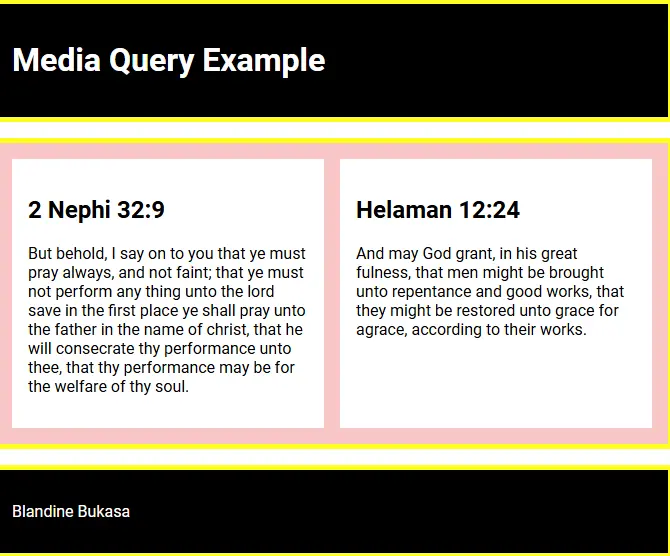 Media Query Example
2 Nephi 32:9
But behold, I say on to you that ye must
pray always, and not faint; that ye must
not perform any thing unto the lord
save in the first place ye shall pray unto
the father in the name of christ, that he
will consecrate thy performance unto
thee, that thy performance may be for
the welfare of thy soul.
Helaman 12:24
And may God grant, in his great
fulness, that men might be brought
unto repentance and good works, that
they might be restored unto grace for
agrace, according to their works.
Blandine Bukasa